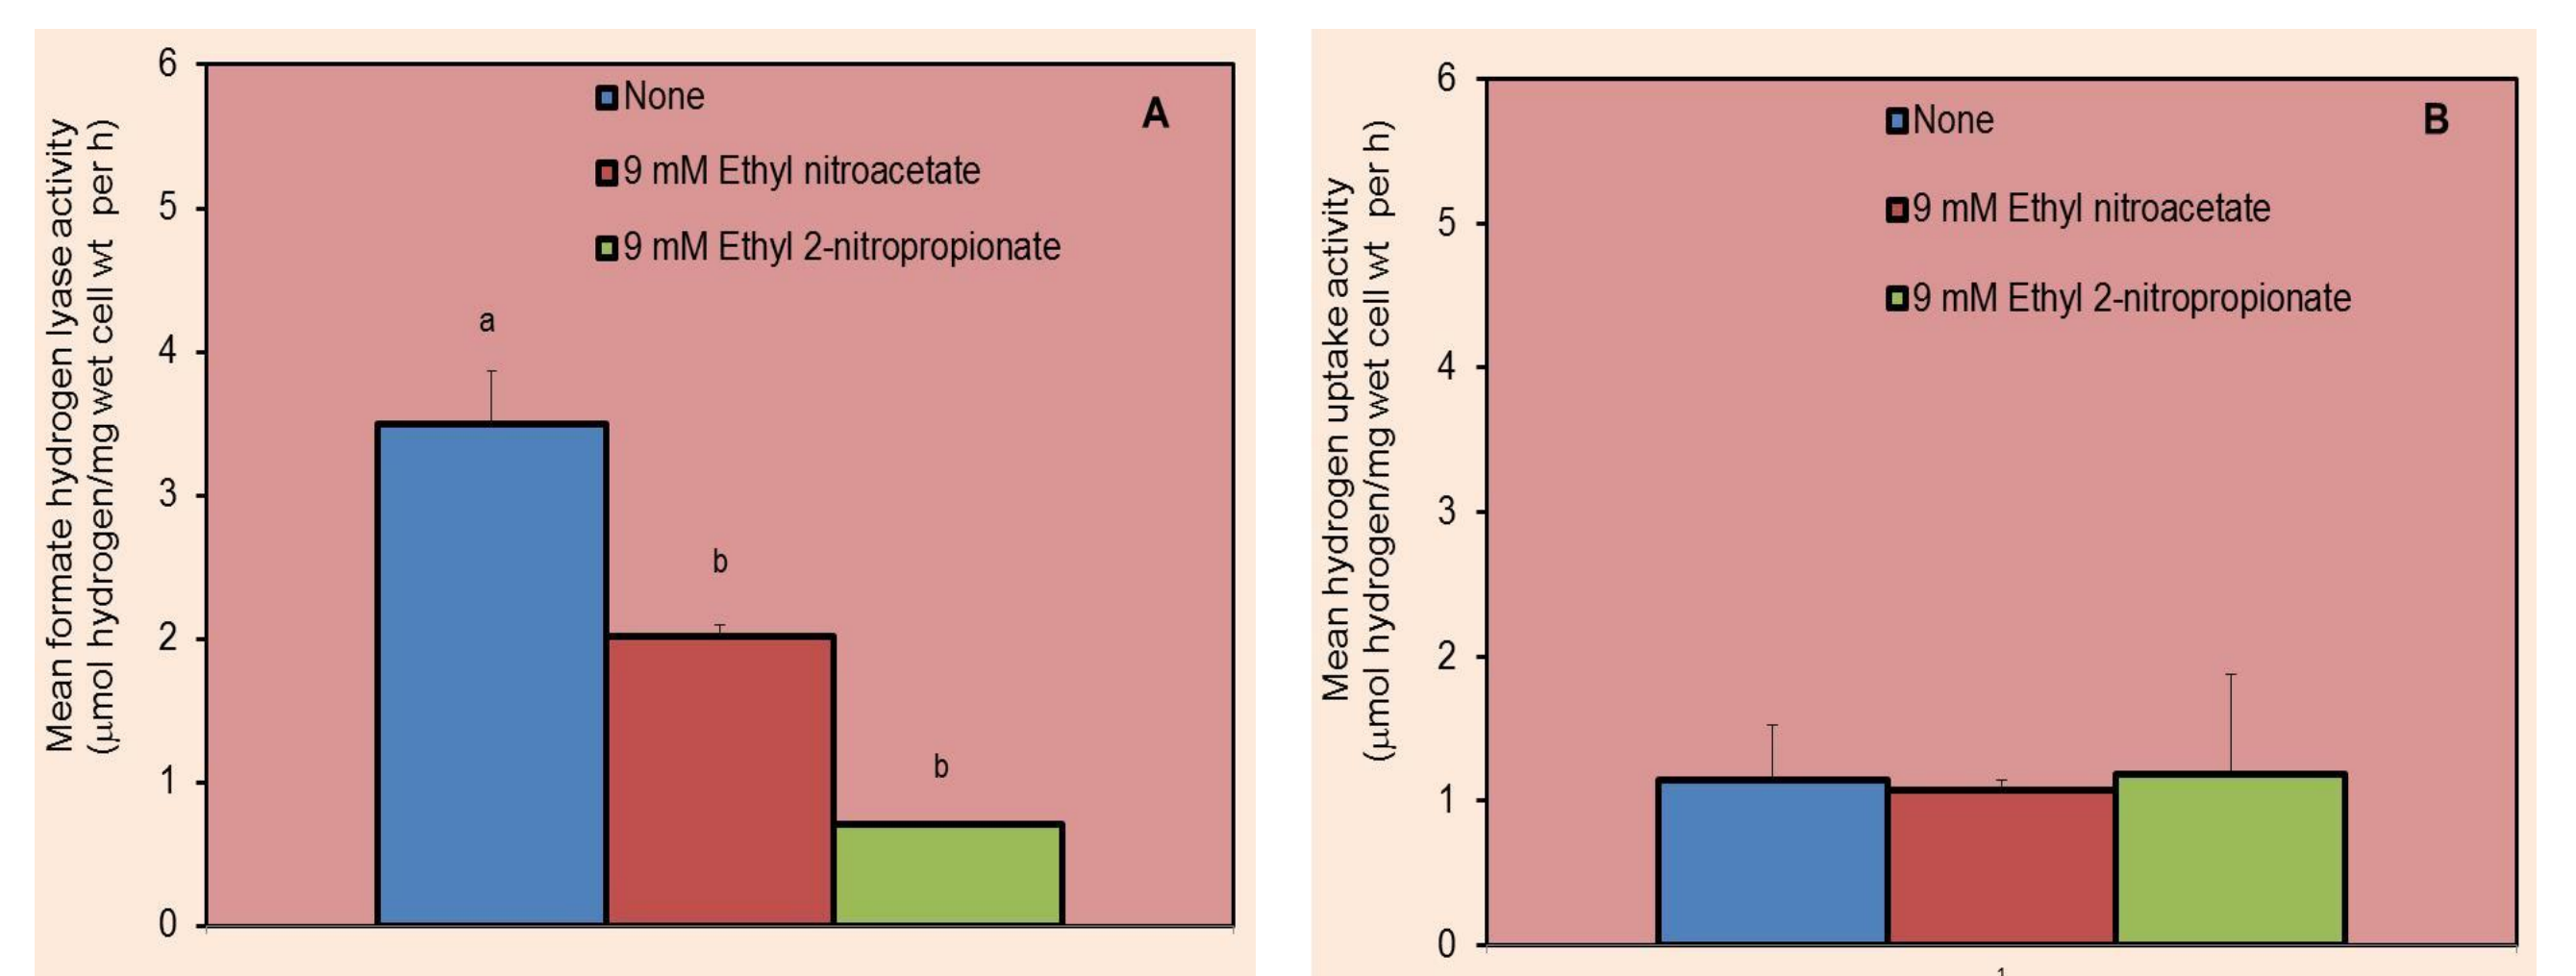 Mean formate hydrogen lyase activity
(μmol hydrogen/mg wet cell wt per h)
6
5
4
3
2
1
0
None
9 mM Ethyl nitroacetate
9 mM Ethyl 2-nitropropionate
A
a
b
b
Mean hydrogen uptake activity
(μmol hydrogen/mg wet cell wt per h)
6
5
4
3
2
1
0
None
9 mM Ethyl nitroacetate
9 mM Ethyl 2-nitropropionate
B
1